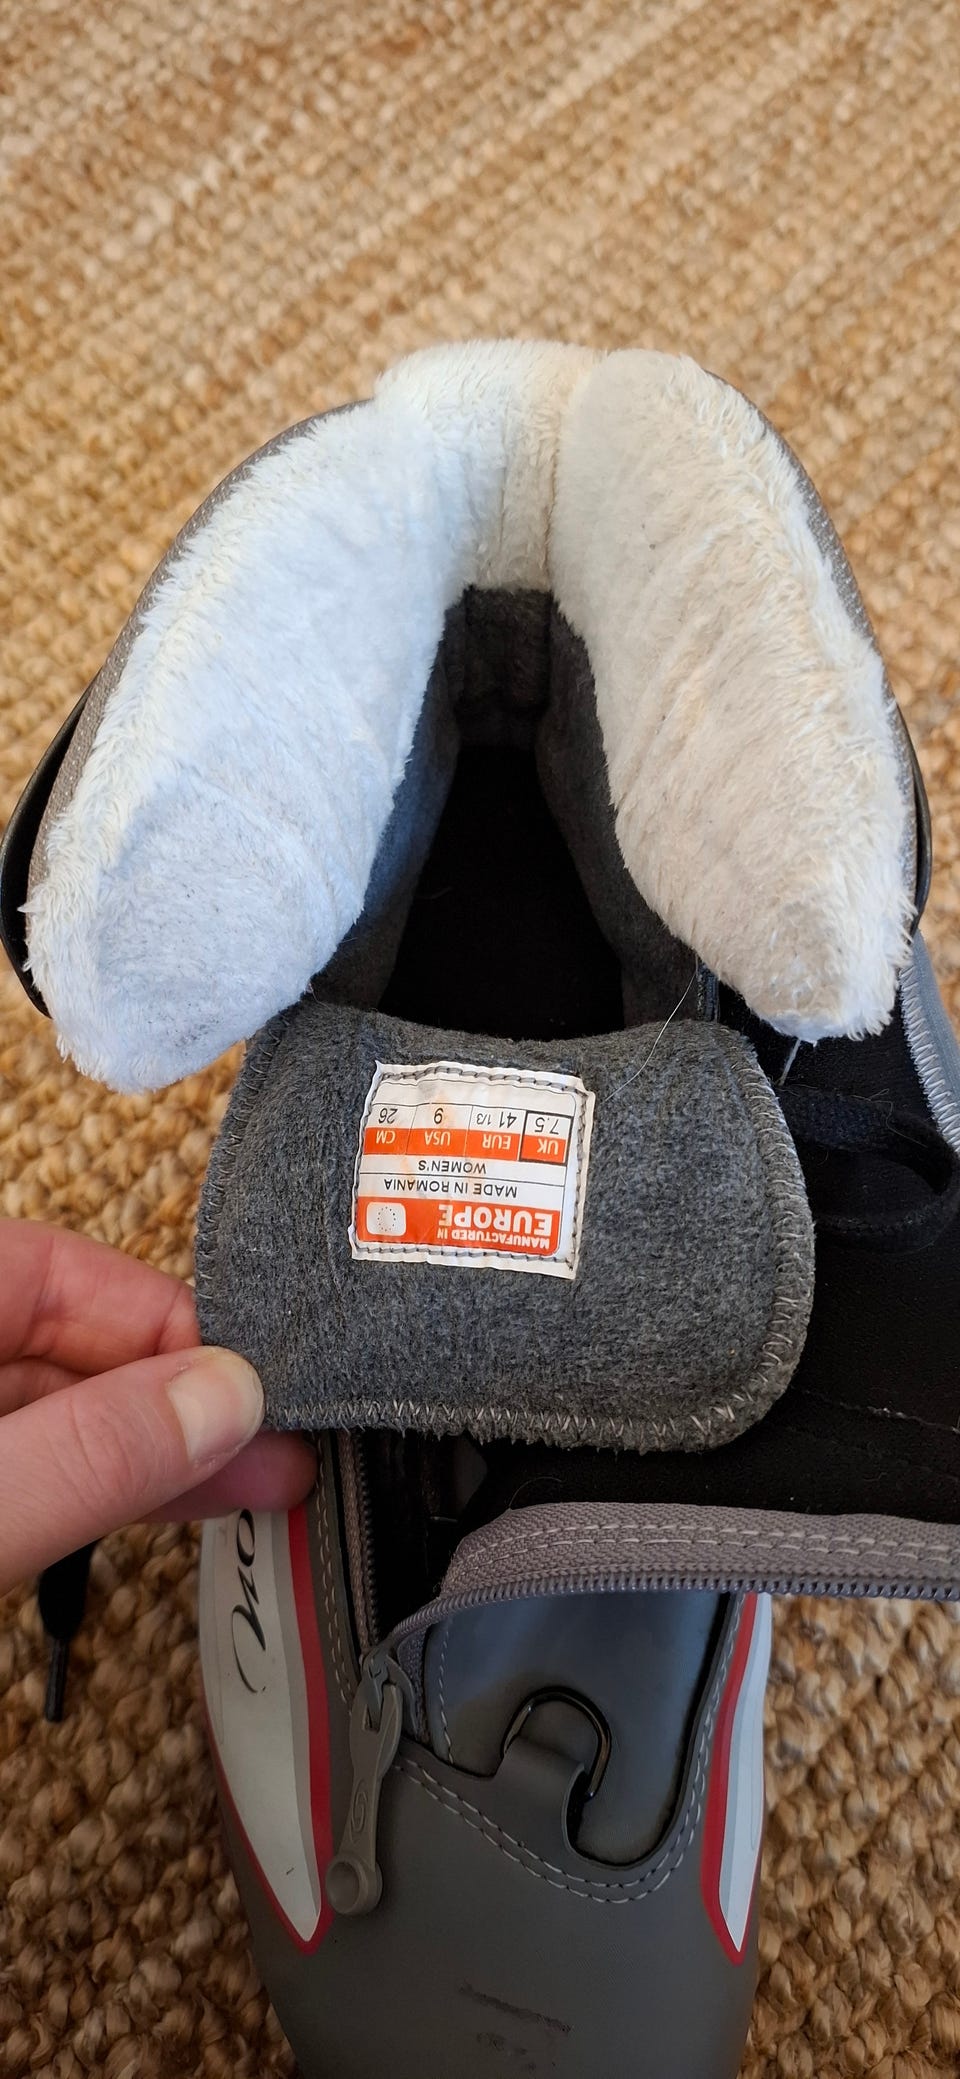 MANUFACTURED IN
EUROPE
MADE IN ROMANIA
WOMEN'S
UK EUR USA CM
7.5 41 1/3 9 26